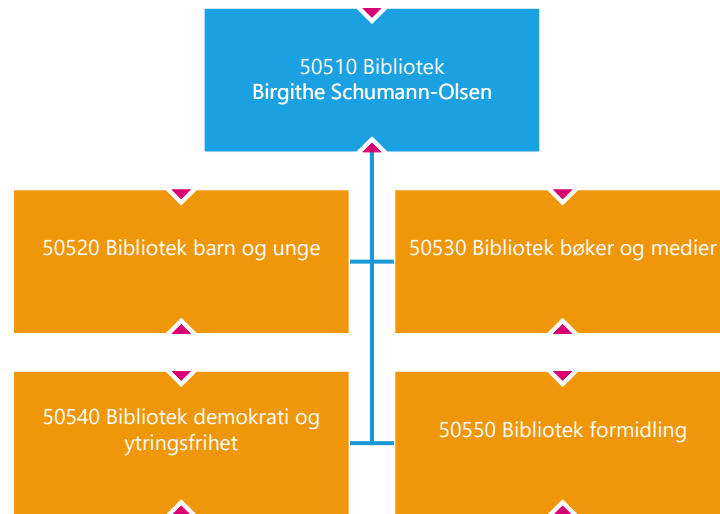 50510 Bibliotek
Birgithe Schumann-Olsen
50520 Bibliotek barn og unge
50530 Bibliotek bøker og medier
50540 Bibliotek demokrati og
ytringsfrihet
50550 Bibliotek formidling